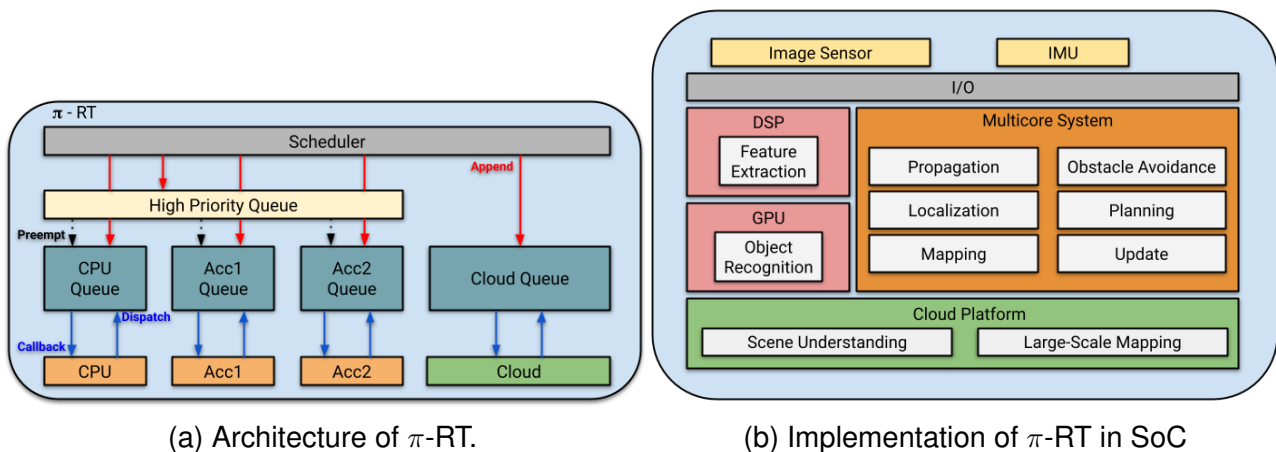 π - RT
Scheduler
Append
High Priority Queue
Preempt
CPU
Queue
Acc1
Queue
Acc2
Queue
Cloud Queue
Dispatch
Callback
CPU
Acc1
Acc2
Cloud
(a) Architecture of π-RT.
Image Sensor
IMU
I/O
DSP
Feature
Extraction
GPU
Object
Recognition
Multicore System
Propagation
Obstacle Avoidance
Localization
Planning
Mapping
Update
Cloud Platform
Scene Understanding
Large-Scale Mapping
(b) Implementation of π-RT in SoC